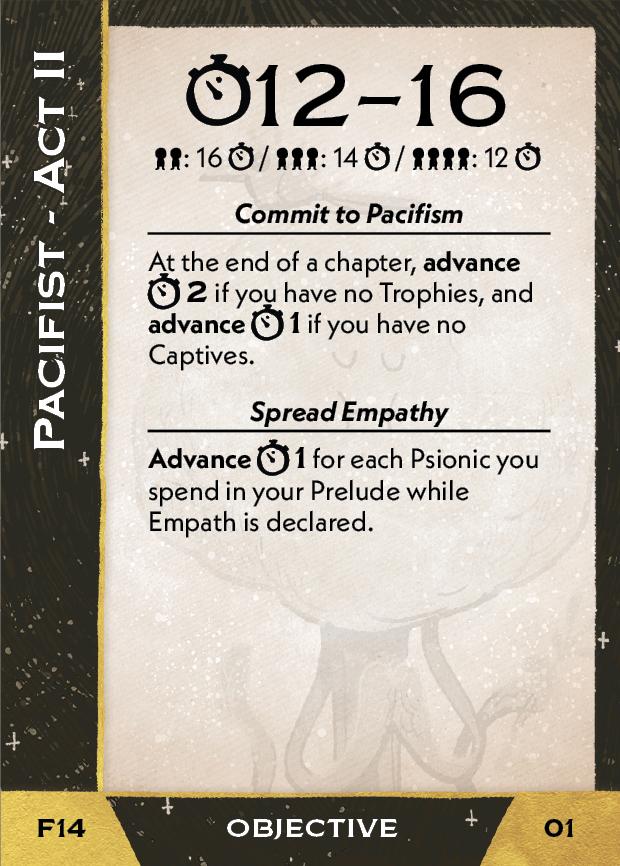 PACIFIST - ACT II
12–16
: 16 / : 14 / : 12
Commit to Pacifism
At the end of a chapter, advance
2 if you have no Trophies, and
advance 1 if you have no
Captives.
Spread Empathy
Advance 1 for each Psionic you
spend in your Prelude while
Empath is declared.
F14
OBJECTIVE
01